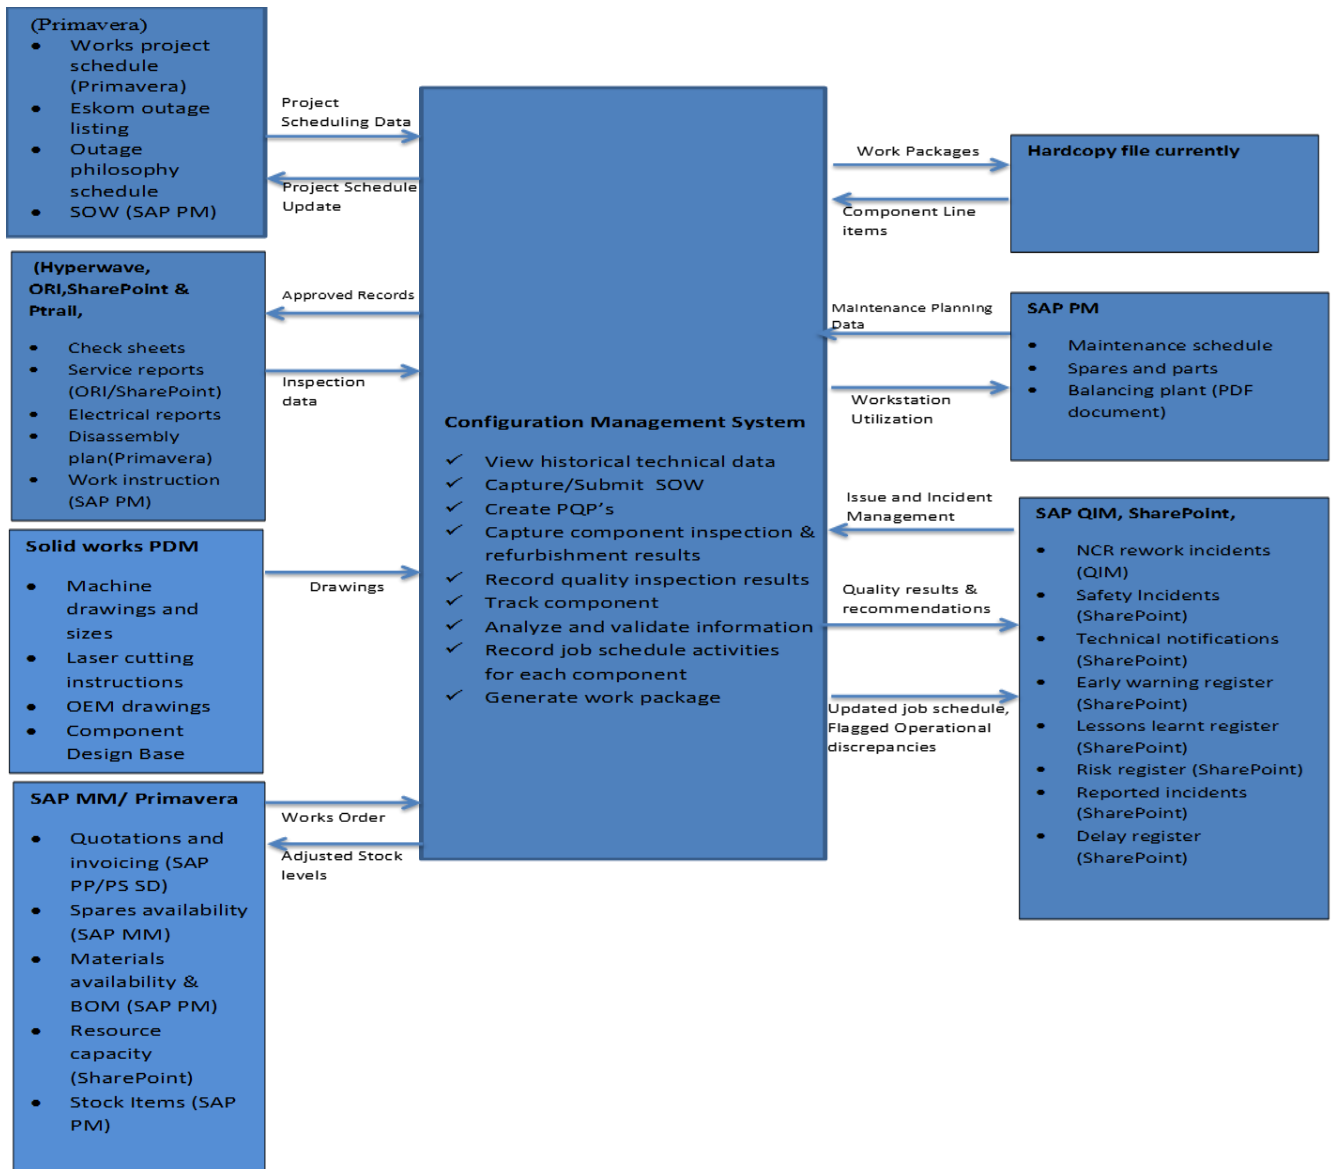 (Primavera)
• Works project
schedule
(Primavera)
• Eskom outage
listing
• Outage
philosophy
schedule
• SOW (SAP PM)
Project
Scheduling Data
Project Schedule
Update
(Hyperwave,
ORI,SharePoint &
Ptrail,
• Check sheets
• Service reports
(ORI/SharePoint)
• Electrical reports
• Disassembly
plan(Primavera)
• Work instruction
(SAP PM)
Approved Records
Inspection
data
Solid works PDM
• Machine
drawings and
sizes
• Laser cutting
instructions
• OEM drawings
• Component
Design Base
Drawings
SAP MM/ Primavera
• Quotations and
invoicing (SAP
PP/PS SD)
• Spares availability
(SAP MM)
• Materials
availability &
BOM (SAP PM)
• Resource
capacity
(SharePoint)
• Stock Items (SAP
PM)
Works Order
Adjusted Stock
levels
Configuration Management System
✓ View historical technical data
✓ Capture/Submit SOW
✓ Create PQP's
✓ Capture component inspection &
refurbishment results
✓ Record quality inspection results
✓ Track component
✓ Analyze and validate information
✓ Record job schedule activities
for each component
✓ Generate work package
Work Packages
Component Line
items
Hardcopy file currently
Maintenance Planning
Data
Workstation
Utilization
SAP PM
• Maintenance schedule
• Spares and parts
• Balancing plant (PDF
document)
Issue and Incident
Management
Quality results &
recommendations
Updated job schedule,
Flagged Operational
discrepancies
SAP QIM, SharePoint,
• NCR rework incidents
(QIM)
• Safety Incidents
(SharePoint)
• Technical notifications
(SharePoint)
• Early warning register
(SharePoint)
• Lessons learnt register
(SharePoint)
• Risk register (SharePoint)
• Reported incidents
(SharePoint)
• Delay register
(SharePoint)